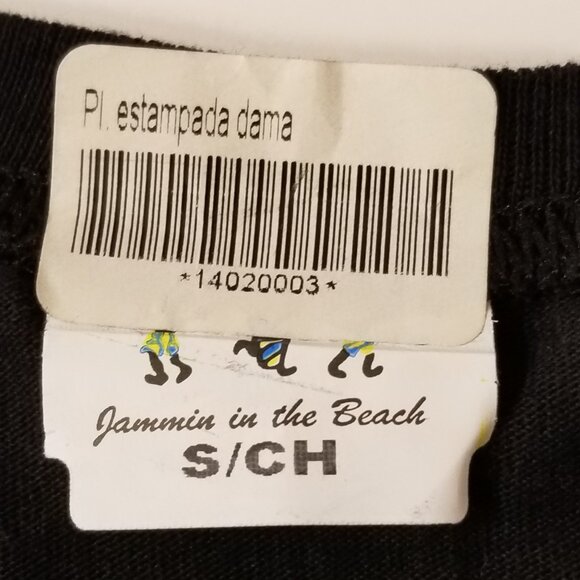 Pl. estampada dama
*14020003*
Jammin in the Beach
S/CH